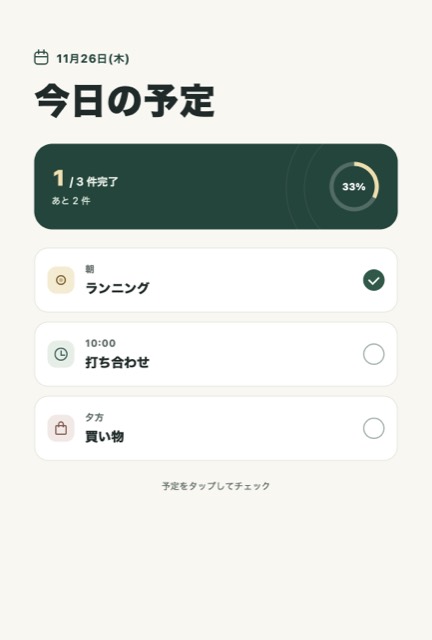 11月26日(木)
今日の予定
1 / 3 件完了
あと 2 件
33%
朝
ランニング
10:00
打ち合わせ
夕方
買い物
予定をタップしてチェック